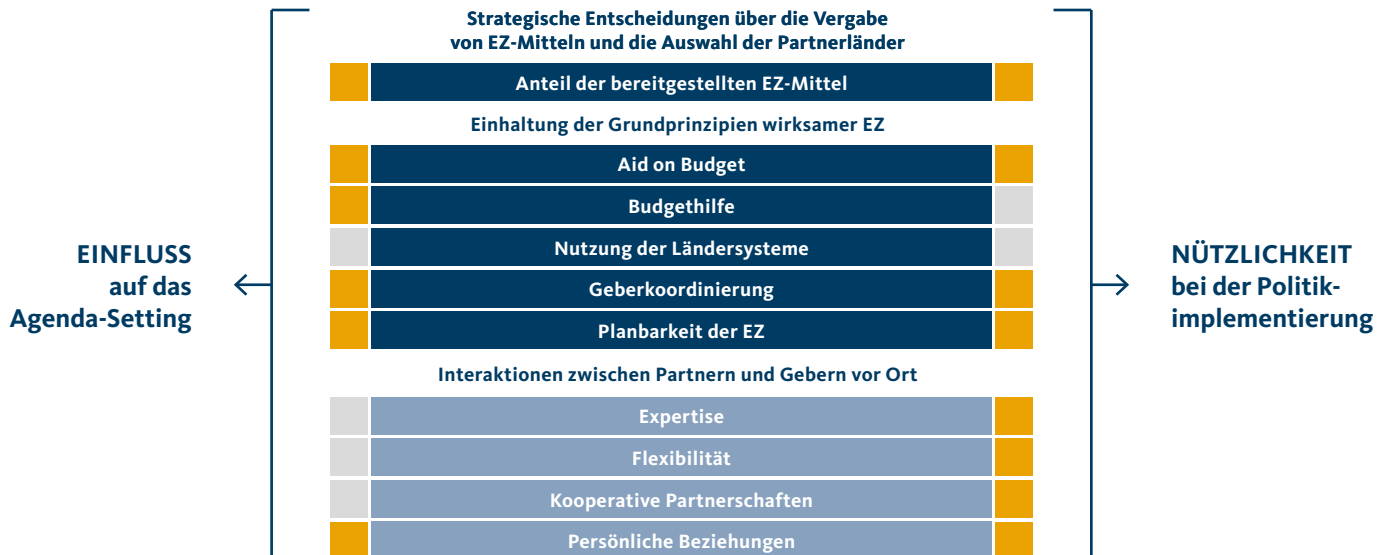 Strategische Entscheidungen über die Vergabe
von EZ-Mitteln und die Auswahl der Partnerländer
Anteil der bereitgestellten EZ-Mittel
Einhaltung der Grundprinzipien wirksamer EZ
Aid on Budget
Budgethilfe
Nutzung der Ländersysteme
Geberkoordinierung
Planbarkeit der EZ
EINFLUSS
auf das
Agenda-Setting
NÜTZLICHKEIT
bei der Politik-
implementierung
Interaktionen zwischen Partnern und Gebern vor Ort
Expertise
Flexibilität
Kooperative Partnerschaften
Persönliche Beziehungen